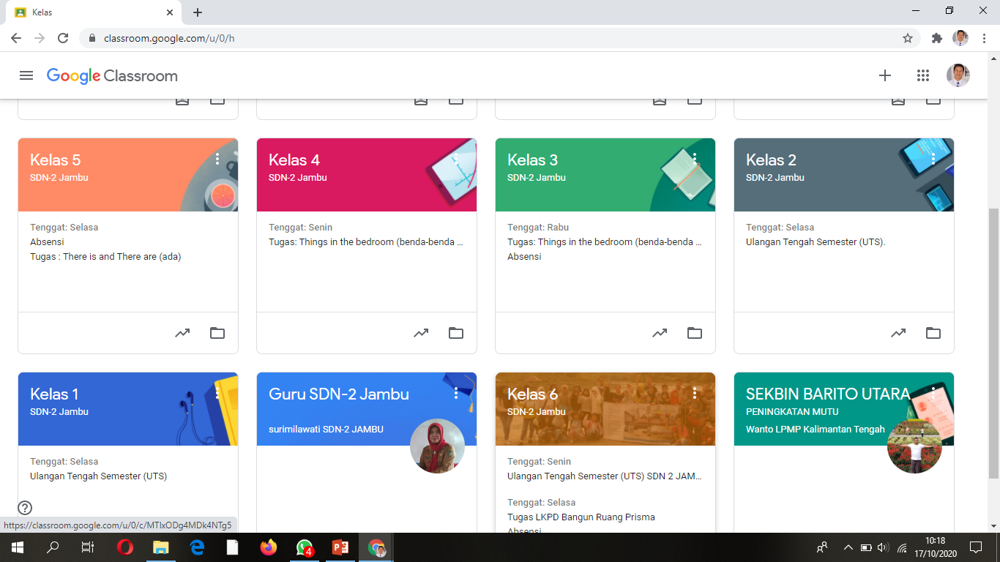 Kelas
classroom.google.com/u/0/h
Google Classroom
Kelas 5
SDN-2 Jambu
Tenggat: Selasa
Absensi
Tugas : There is and There are (ada)
Kelas 4
SDN-2 Jambu
Tenggat: Senin
Tugas: Things in the bedroom (benda-benda ...
Kelas 3
SDN-2 Jambu
Tenggat: Rabu
Tugas: Things in the bedroom (benda-benda ...
Absensi
Kelas 2
SDN-2 Jambu
Tenggat: Selasa
Ulangan Tengah Semester (UTS).
Kelas 1
SDN-2 Jambu
Tenggat: Selasa
Ulangan Tengah Semester (UTS)
Guru SDN-2 Jambu
surimilawati SDN-2 JAMBU
Kelas 6
SDN-2 Jambu
Tenggat: Senin
Ulangan Tengah Semester (UTS) SDN 2 JAM...
Tenggat: Selasa
Tugas LKPD Bangun Ruang Prisma
Absensi
SEKBIN BARITO UTARA
PENINGKATAN MUTU
Wanto LPMP Kalimantan Tengah
https://classroom.google.com/u/0/c/MTIxODg4MDk4NTg5
4
10:18
17/10/2020